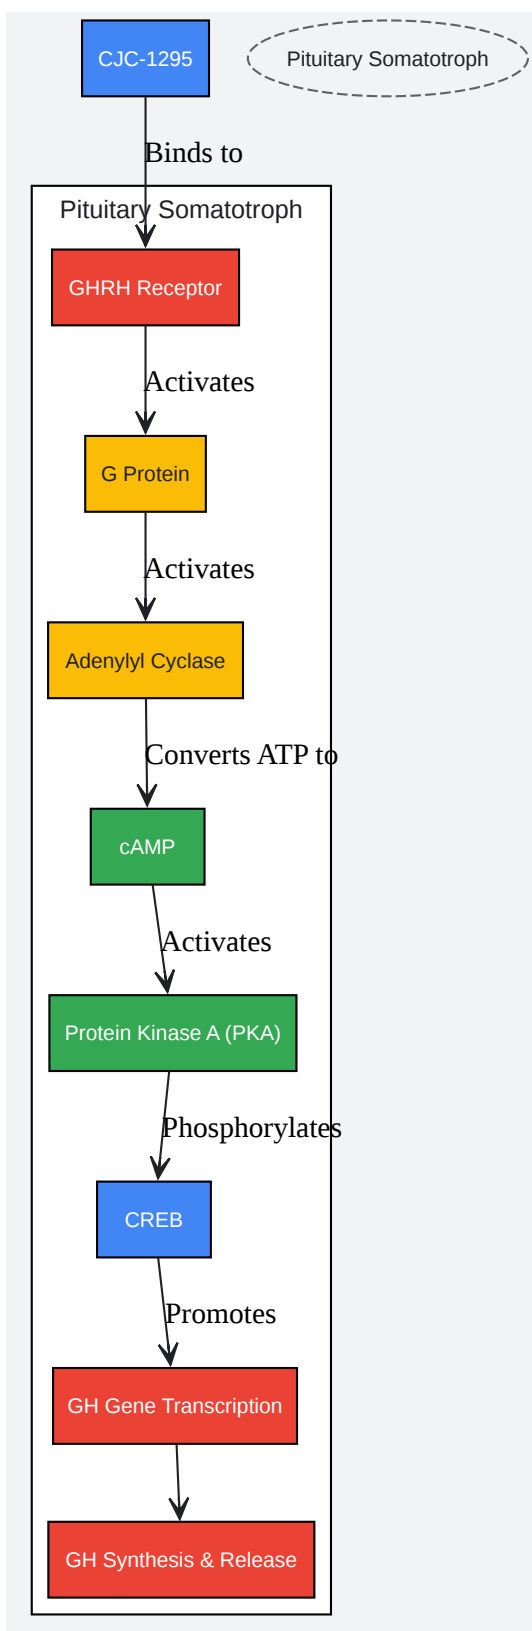 CJC-1295
Pituitary Somatotroph
Binds to
Pituitary Somatotroph
GHRH Receptor
Activates
G Protein
Activates
Adenylyl Cyclase
Converts ATP to
cAMP
Activates
Protein Kinase A (PKA)
Phosphorylates
CREB
Promotes
GH Gene Transcription
GH Synthesis & Release